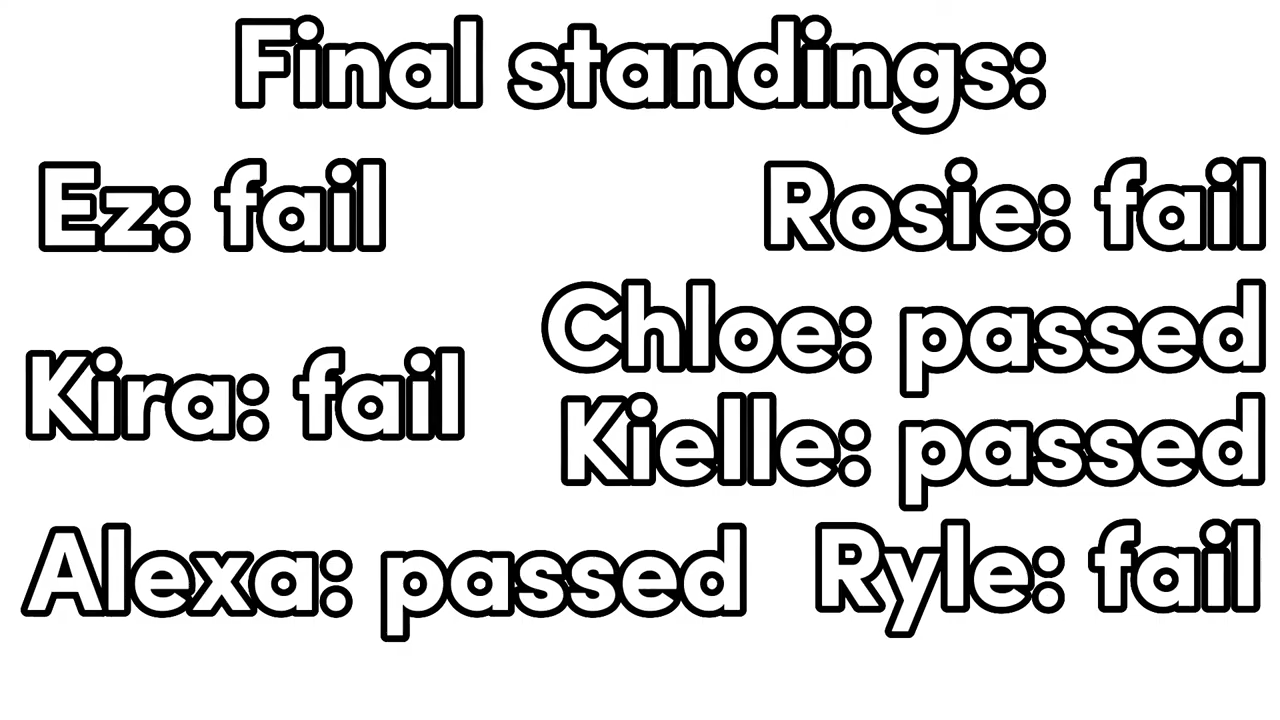 Final standings:
Ez: fail
Rosie: fail
Chloe: passed
Kira: fail
Kielle: passed
Alexa: passed
Ryle: fail